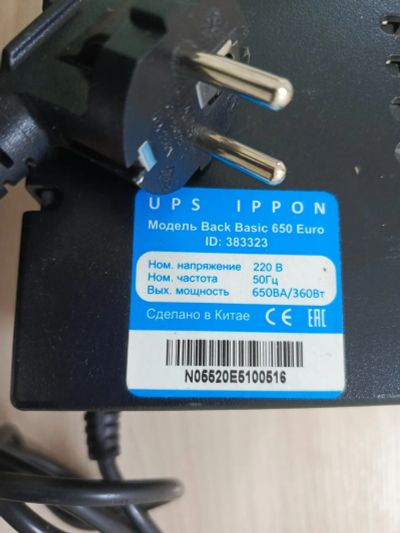 UPS IPPON
Модель Back Basic 650 Euro
ID: 383323
Ном. напряжение 220 В
Ном. частота 50Гц
Вых. мощность 650ВА/360Вт
Сделано в Китае CE EAC
N05520E5100516